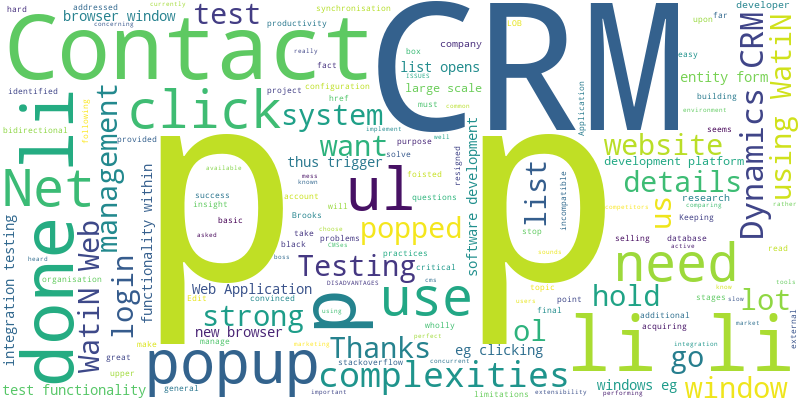 hard
addressed
browser window
concerning
test
currently
synchronisation
productivity
really
Contact
CRM
IOB
box
company
list opens
issues
large scale
fact
configuration
project
href
must
common
upon
far
developer
easy
entity form
building
environment
Dynamics CRM
using WatiN
identified
li
bidirectional
following
click
system
provided
implement
well
Application
website
seems
development platform
Net
management
functionality within
want
thus trigger
purpose
solve
resigned
software development
details
research
comparing
rather
p p
available
ul
mess
known
foisted
list
incompatible
us
competitors
Keeping
success
insight
account
will
questions
stop
popped
basic
Brooks
asked
take
problems
black
CMSes
choose
practices
sounds
selling
database
active
read
integration testing
heard
done
WatiN Web
login
organisation
boss
convinced
Testing
critical
topic
need
Web Application
DISADVANTAGES
cms
users
know
tools
Edit
p
use
final
point
hold
additional
stages
slow
lot
acquiring
strong
using
wholly
ol
integration
market
external
new browser
manage
perfect
make
great
upper
Thanks
stackoverflow
concurrent
eg clicking
li li
go
popup
marketing
complexities
test functionality
general
important
limitations
extensibility
windows eg
performing
window